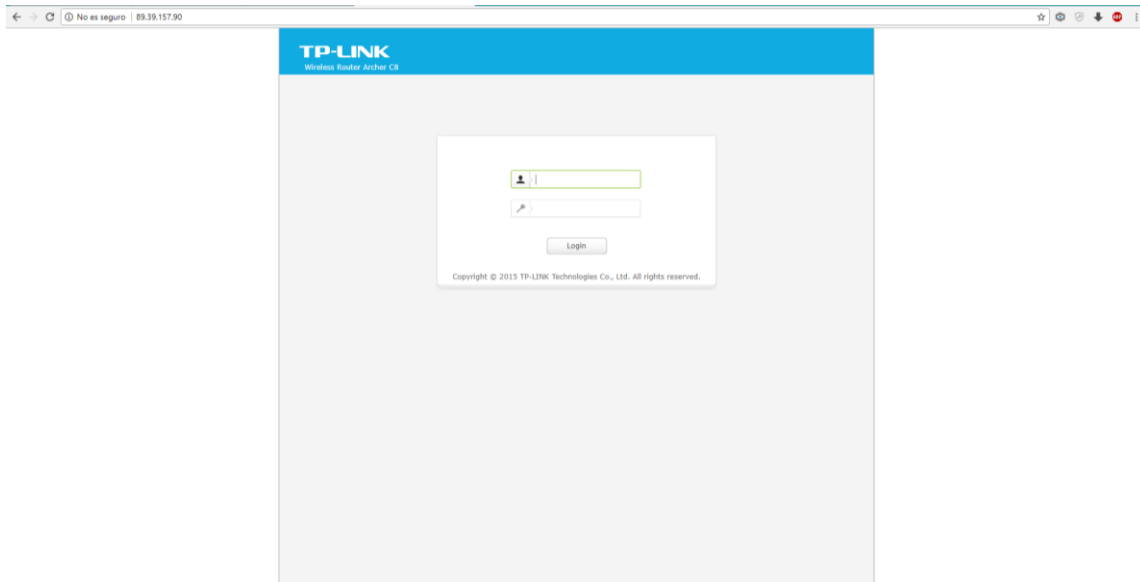 No es seguro | 89.39.157.90
TP-LINK
Wireless Router Archer C8
Login
Copyright © 2015 TP-LINK Technologies Co., Ltd. All rights reserved.